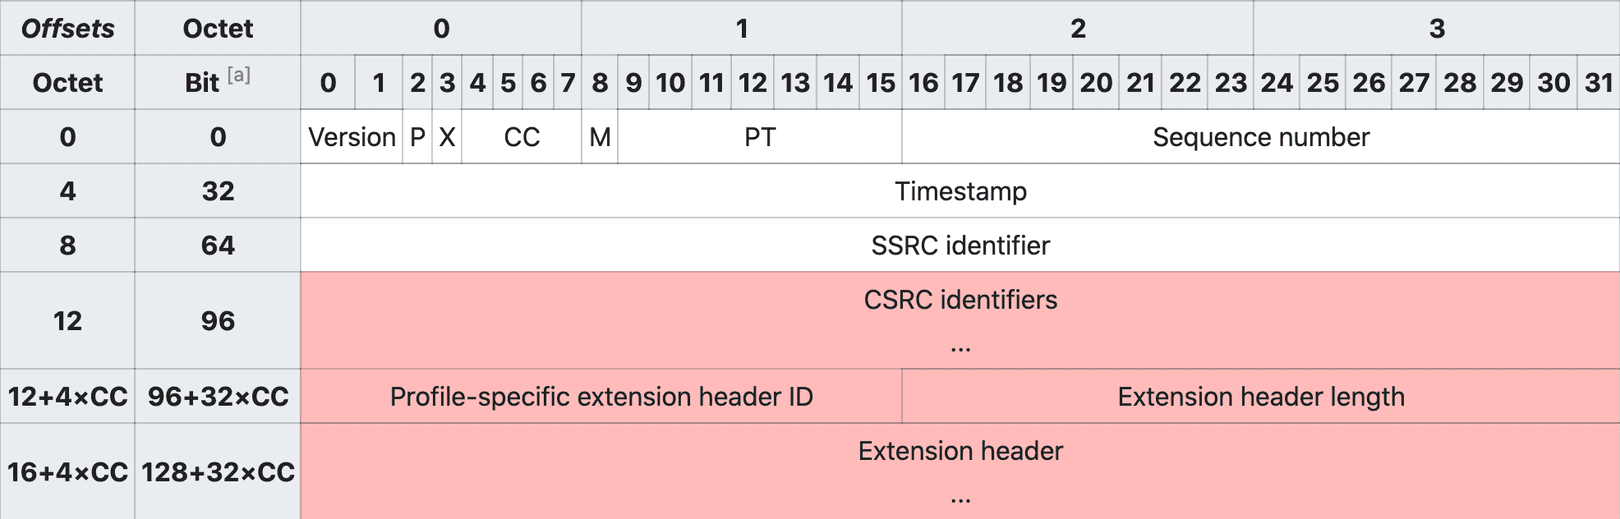 Offsets Octet 0 1 2 3
Octet Bit [a] 0 1 2 3 4 5 6 7 8 9 10 11 12 13 14 15 16 17 18 19 20 21 22 23 24 25 26 27 28 29 30 31
0 0 Version P X CC M PT Sequence number
4 32 Timestamp
8 64 SSRC identifier
12 96 CSRC identifiers
...
12+4×CC 96+32×CC Profile-specific extension header ID Extension header length
16+4×CC 128+32×CC Extension header
...